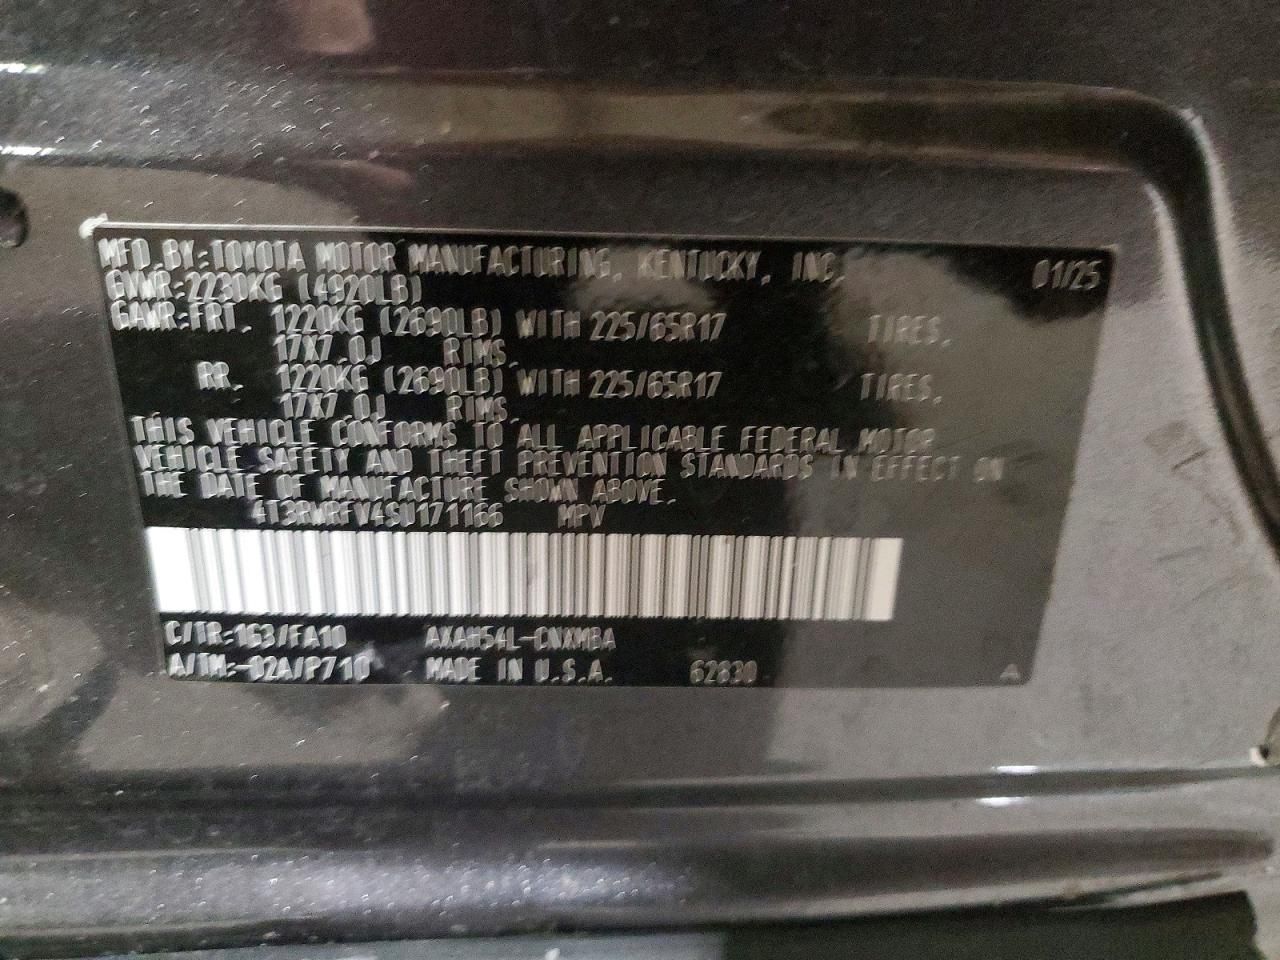 MFD. BY: TOYOTA MOTOR MANUFACTURING, KENTUCKY, INC. 01/25
GVWR: 2230KG (4920LB)
GAWR: FRT. 1220KG (2690LB) WITH 225/65R17 TIRES,
17X7.0J RIMS,
RR. 1220KG (2690LB) WITH 225/65R17 TIRES,
17X7.0J RIMS,
THIS VEHICLE CONFORMS TO ALL APPLICABLE FEDERAL MOTOR
VEHICLE SAFETY AND THEFT PREVENTION STANDARDS IN EFFECT ON
THE DATE OF MANUFACTURE SHOWN ABOVE.
4T3RWRFV4SU171166 MPV
C/TR: 1G3/FA10 AXAH54L-CNXMBA
A/TM: -02A/P710 MADE IN U.S.A. 62830 A